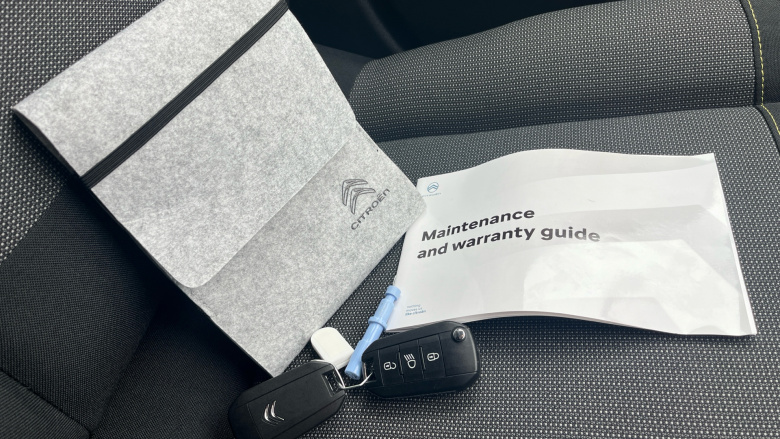 CITROËN
Maintenance
and warranty guide